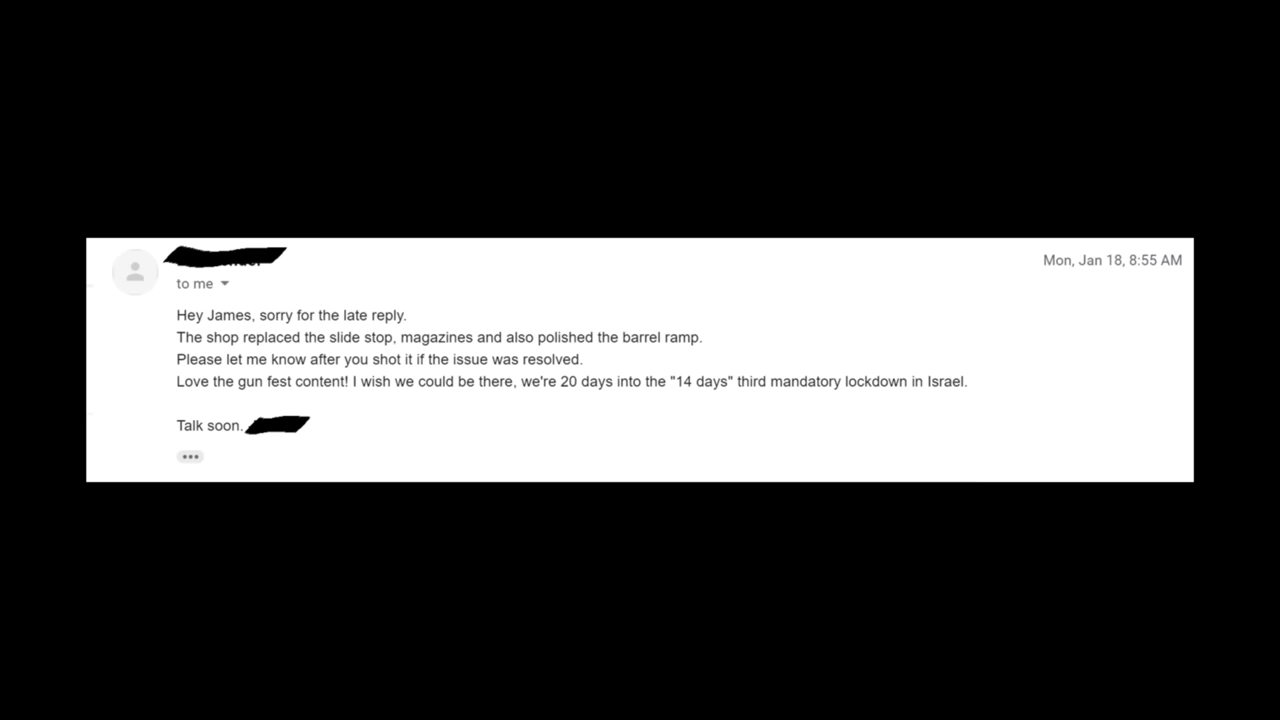 Mon, Jan 18, 8:55 AM
to me
Hey James, sorry for the late reply.
The shop replaced the slide stop, magazines and also polished the barrel ramp.
Please let me know after you shot it if the issue was resolved.
Love the gun fest content! I wish we could be there, we're 20 days into the "14 days" third mandatory lockdown in Israel.
Talk soon.